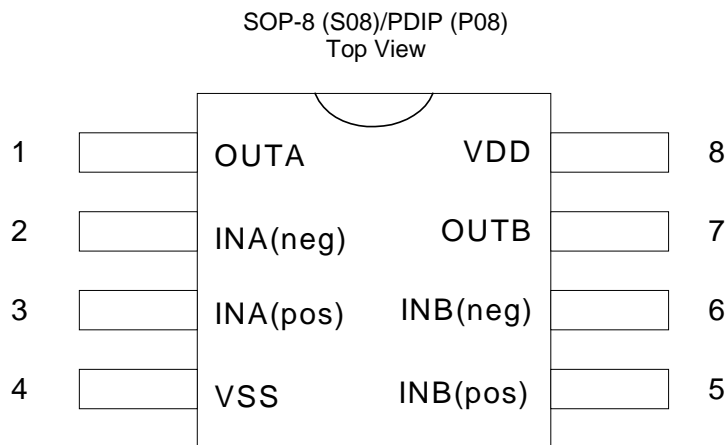 SOP-8 (S08)/PDIP (P08)
Top View
1 OUTA VDD 8
2 INA(neg) OUTB 7
3 INA(pos) INB(neg) 6
4 VSS INB(pos) 5